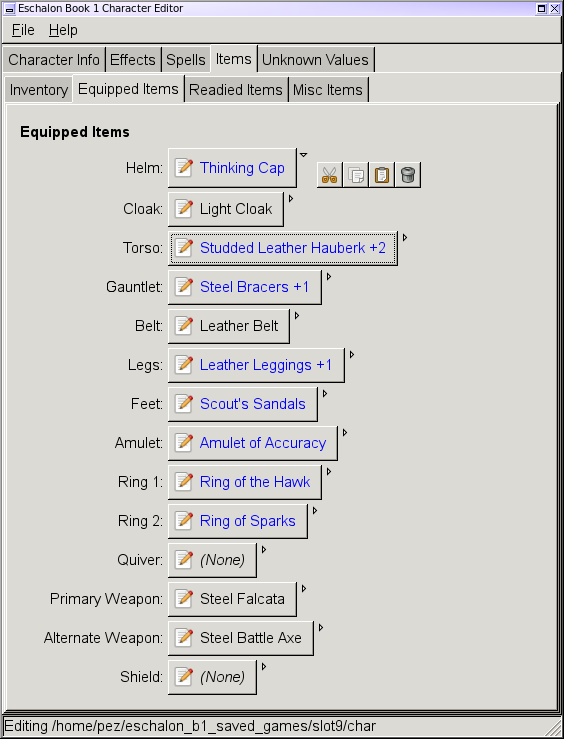 Eschalon Book 1 Character Editor
File Help
Character Info Effects Spells Items Unknown Values
Inventory Equipped Items Readied Items Misc Items
Equipped Items
Helm: Thinking Cap
Cloak: Light Cloak
Torso: Studded Leather Hauberk +2
Gauntlet: Steel Bracers +1
Belt: Leather Belt
Legs: Leather Leggings +1
Feet: Scout's Sandals
Amulet: Amulet of Accuracy
Ring 1: Ring of the Hawk
Ring 2: Ring of Sparks
Quiver: (None)
Primary Weapon: Steel Falcata
Alternate Weapon: Steel Battle Axe
Shield: (None)
Editing /home/pez/eschalon_b1_saved_games/slot9/char